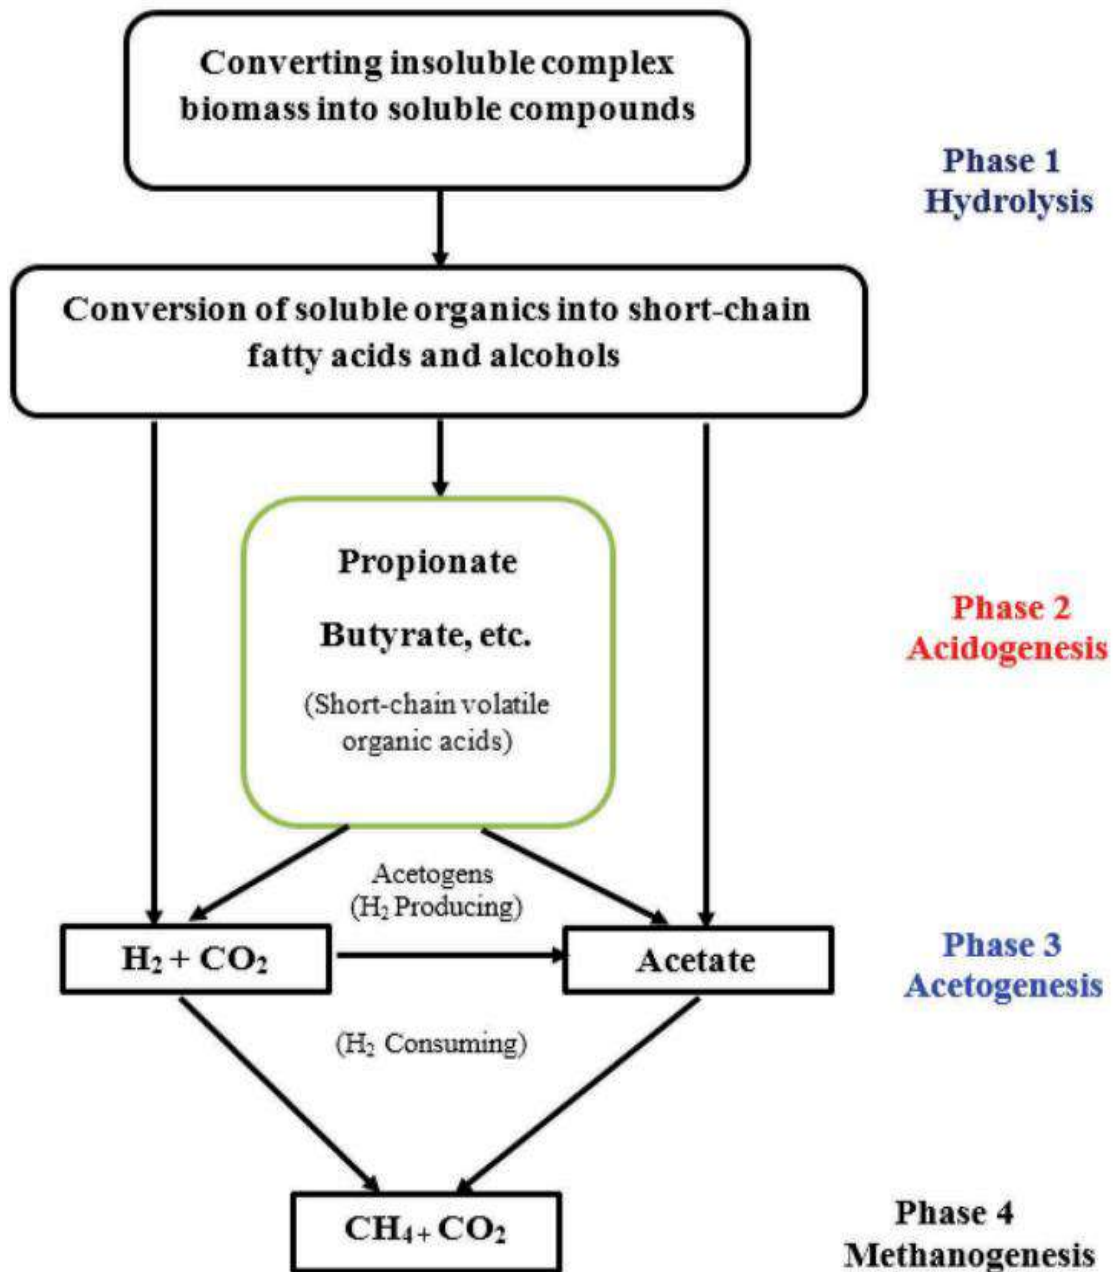 Converting insoluble complex
biomass into soluble compounds
Phase 1
Hydrolysis
Conversion of soluble organics into short-chain
fatty acids and alcohols
Propionate
Butyrate, etc.
(Short-chain volatile
organic acids)
Phase 2
Acidogenesis
Acetogens
(H₂ Producing)
H₂ + CO₂
Acetate
Phase 3
Acetogenesis
(H₂ Consuming)
CH₄ + CO₂
Phase 4
Methanogenesis